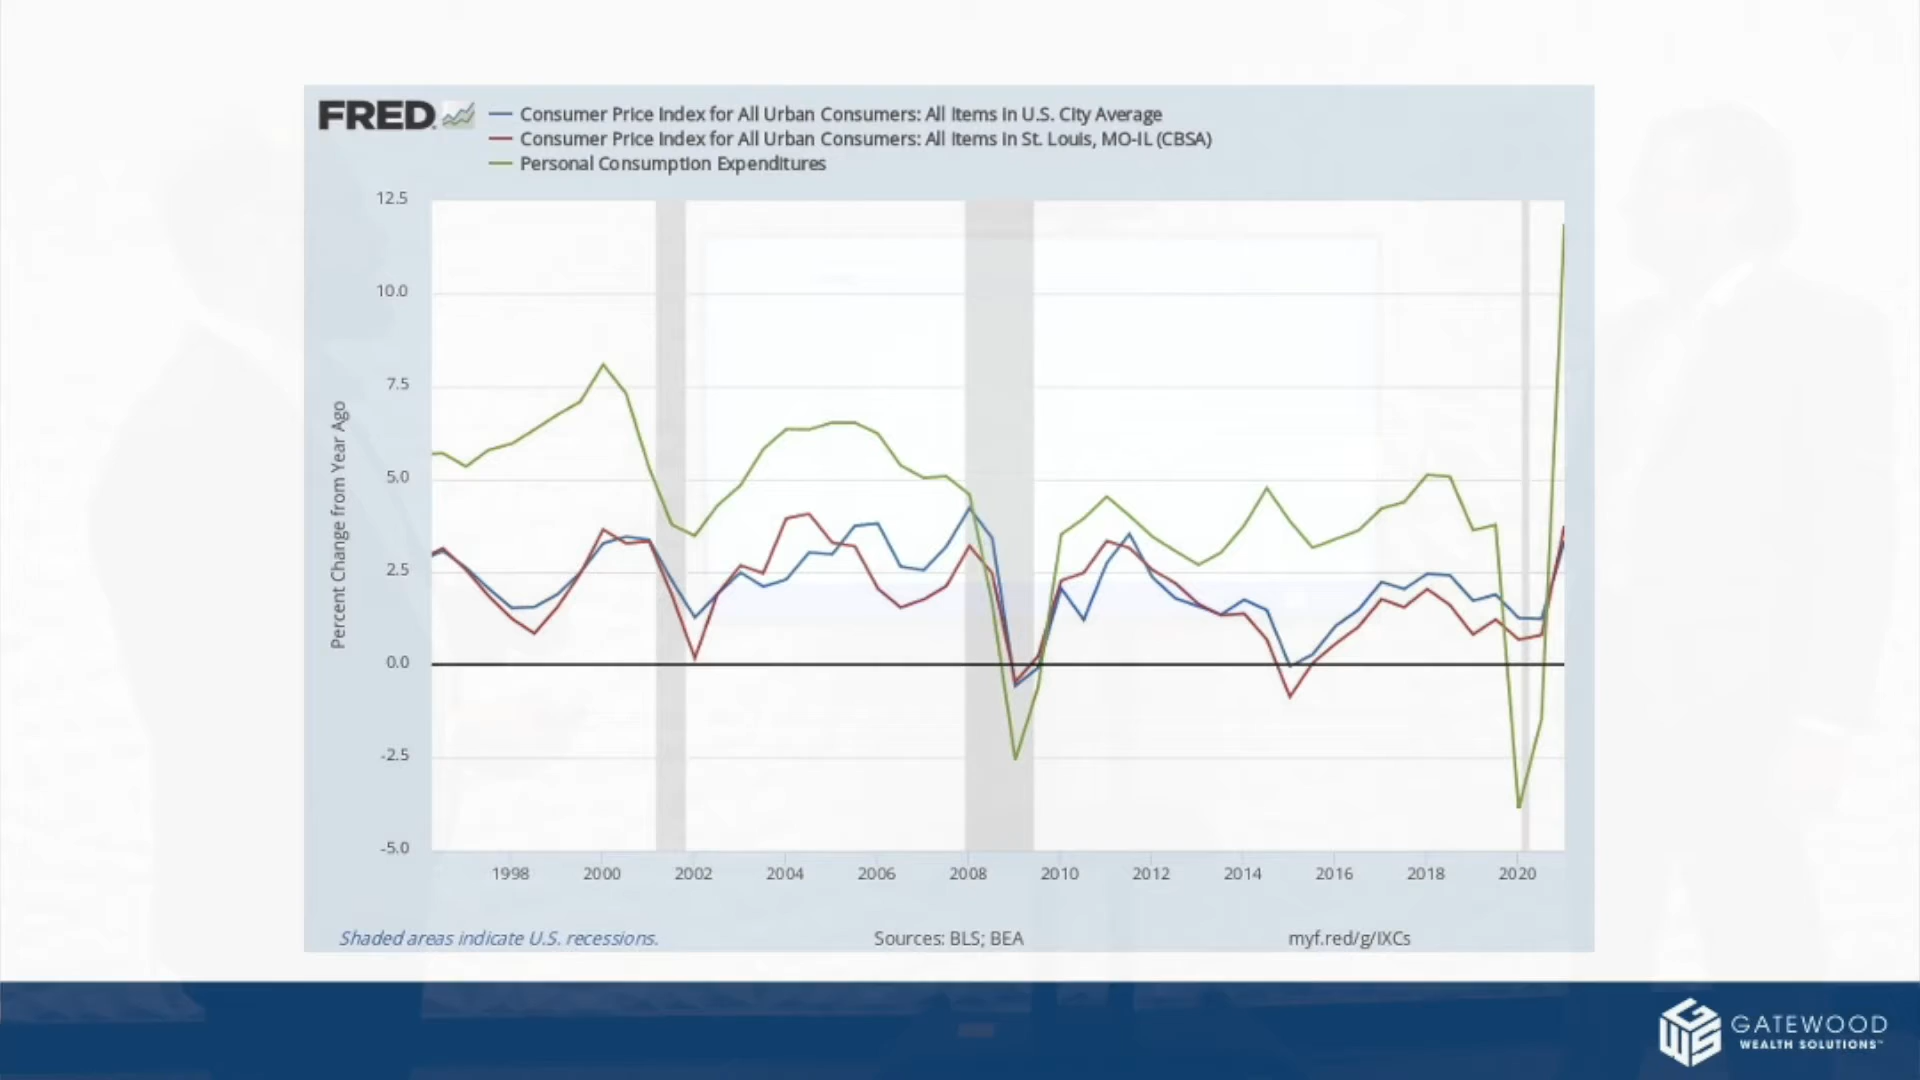 FRED
Consumer Price Index for All Urban Consumers: All Items in U.S. City Average
Consumer Price Index for All Urban Consumers: All Items in St. Louis, MO-IL (CBSA)
Personal Consumption Expenditures
12.5
10.0
7.5
5.0
2.5
0.0
-2.5
-5.0
Percent Change from Year Ago
1998 2000 2002 2004 2006 2008 2010 2012 2014 2016 2018 2020
Shaded areas indicate U.S. recessions. Sources: BLS; BEA myf.red/g/IXCs
GWS GATEWOOD
WEALTH SOLUTIONS™